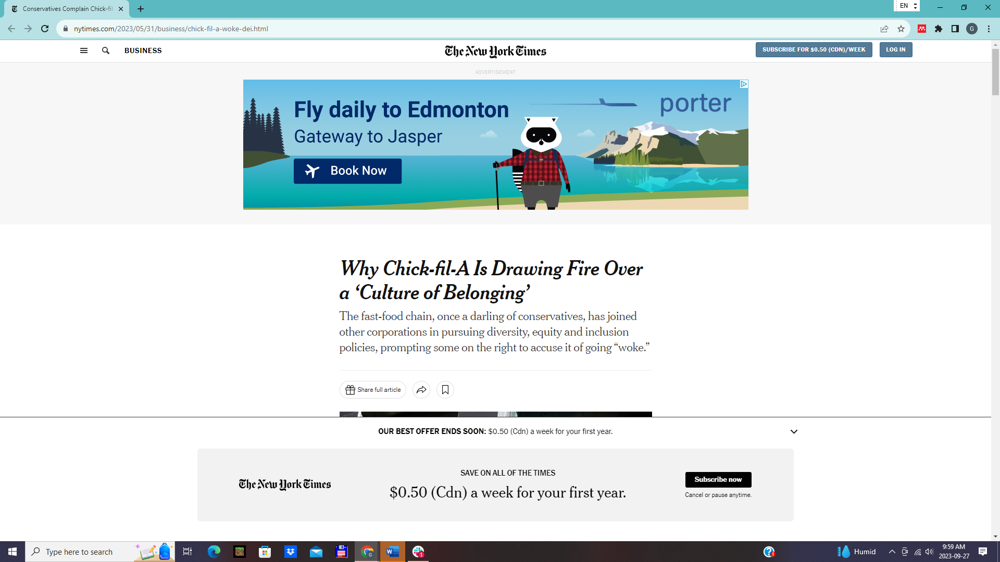 Conservatives Complain Chick-fil
EN
nytimes.com/2023/05/31/business/chick-fil-a-woke-dei.html
G
BUSINESS
The New York Times
SUBSCRIBE FOR $0.50 (CDN)/WEEK
LOG IN
ADVERTISEMENT
Fly daily to Edmonton
porter
Gateway to Jasper
Book Now
Why Chick-fil-A Is Drawing Fire Over
a ‘Culture of Belonging’
The fast-food chain, once a darling of conservatives, has joined
other corporations in pursuing diversity, equity and inclusion
policies, prompting some on the right to accuse it of going “woke.”
Share full article
OUR BEST OFFER ENDS SOON: $0.50 (Cdn) a week for your first year.
The New York Times
SAVE ON ALL OF THE TIMES
$0.50 (Cdn) a week for your first year.
Subscribe now
Cancel or pause anytime.
Type here to search
G
W
1
Humid
9:59 AM
2023-09-27